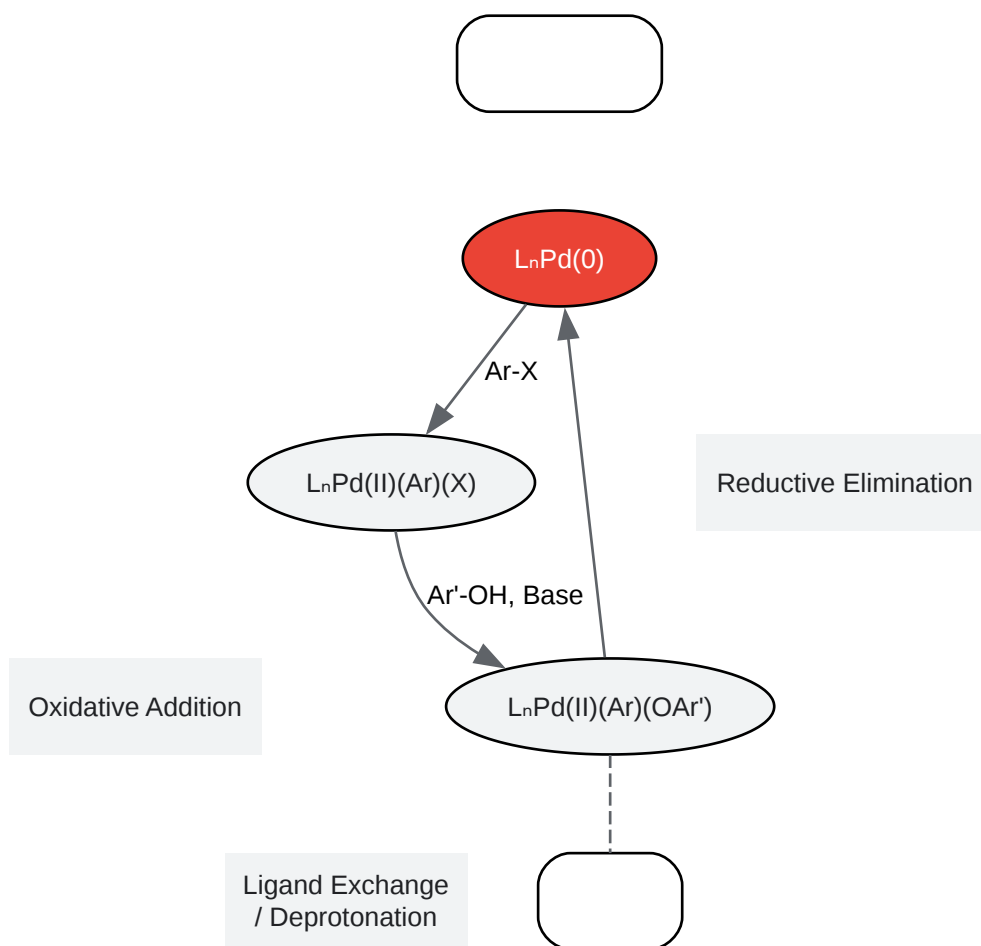 LₙPd(0)
Ar-X
LₙPd(II)(Ar)(X)
Reductive Elimination
Ar'-OH, Base
Oxidative Addition
LₙPd(II)(Ar)(OAr')
Ligand Exchange
/ Deprotonation